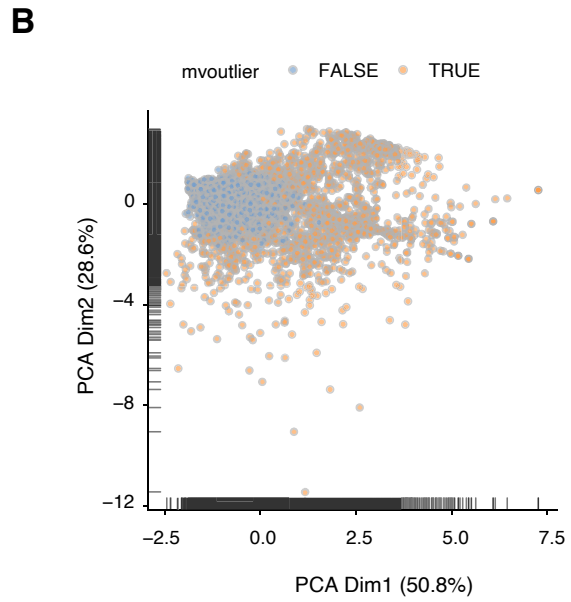 B
mvoutlier FALSE TRUE
0
−4
−8
−12
PCA Dim2 (28.6%)
−2.5 0.0 2.5 5.0 7.5
PCA Dim1 (50.8%)